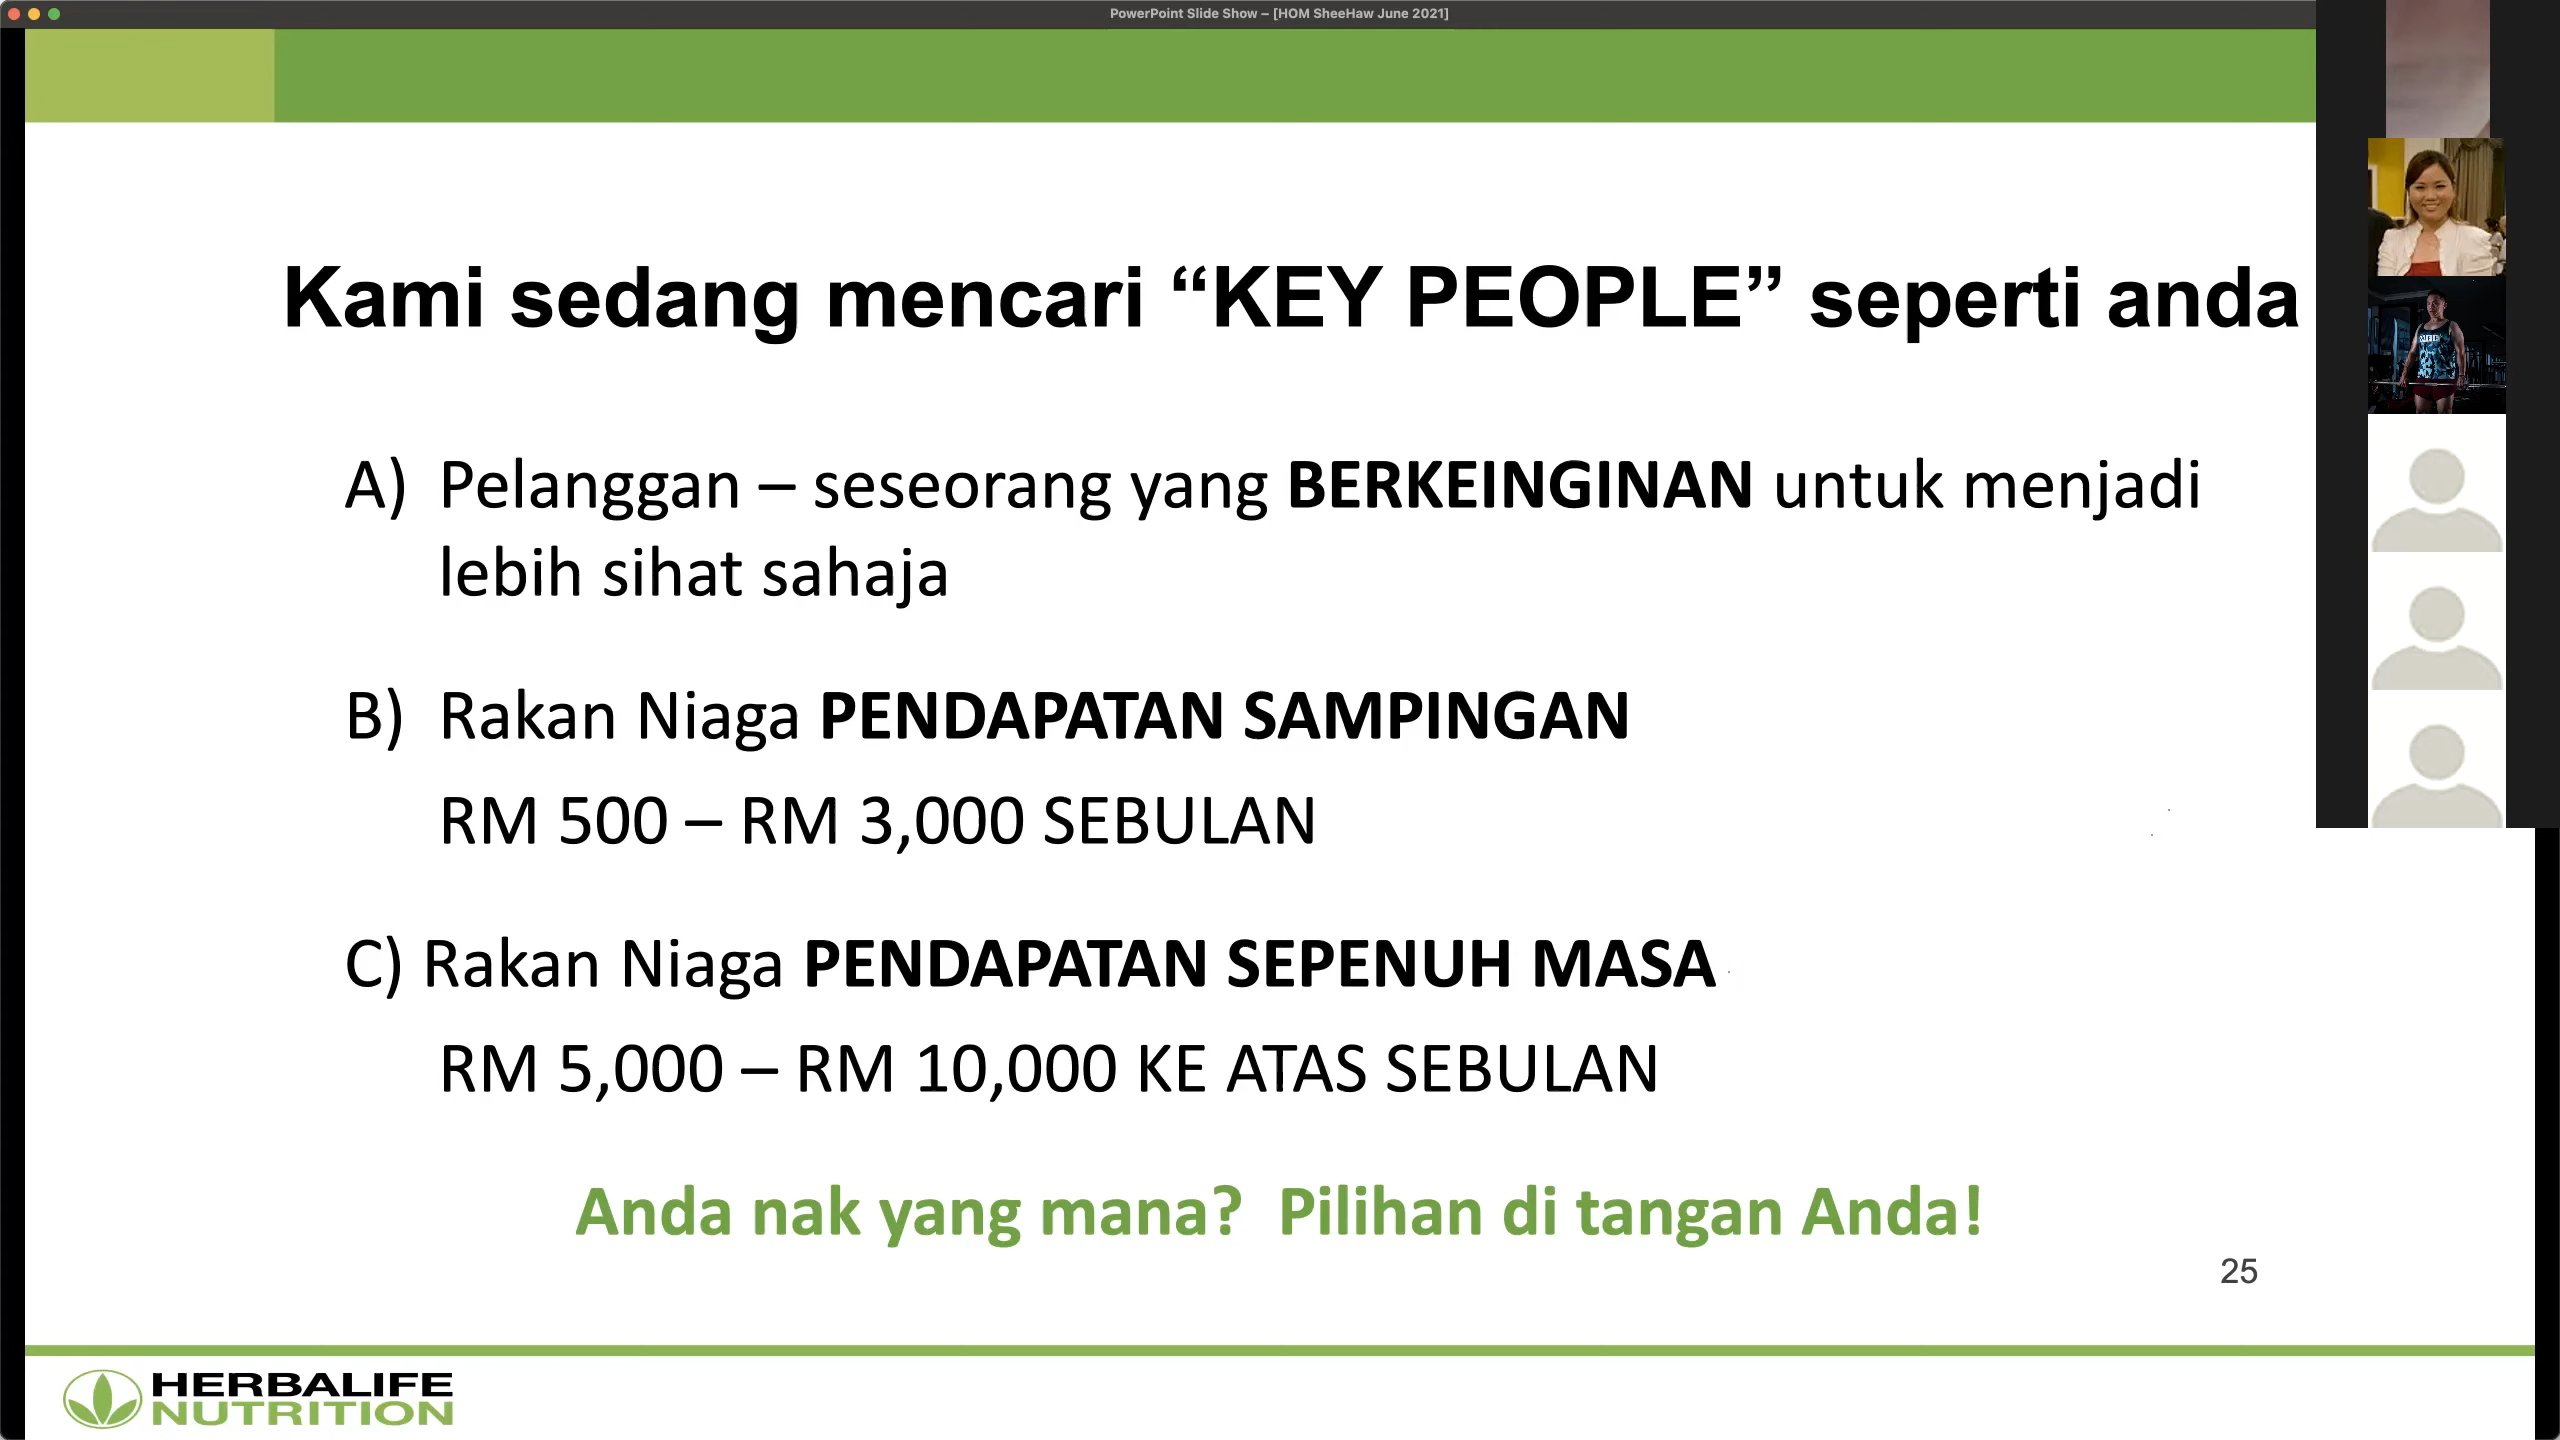 PowerPoint Slide Show – [HOM SheeHaw June 2021]
Kami sedang mencari “KEY PEOPLE” seperti anda
A) Pelanggan – seseorang yang BERKEINGINAN untuk menjadi
lebih sihat sahaja
B) Rakan Niaga PENDAPATAN SAMPINGAN
RM 500 – RM 3,000 SEBULAN
C) Rakan Niaga PENDAPATAN SEPENUH MASA
RM 5,000 – RM 10,000 KE ATAS SEBULAN
Anda nak yang mana? Pilihan di tangan Anda!
25
HERBALIFE
NUTRITION